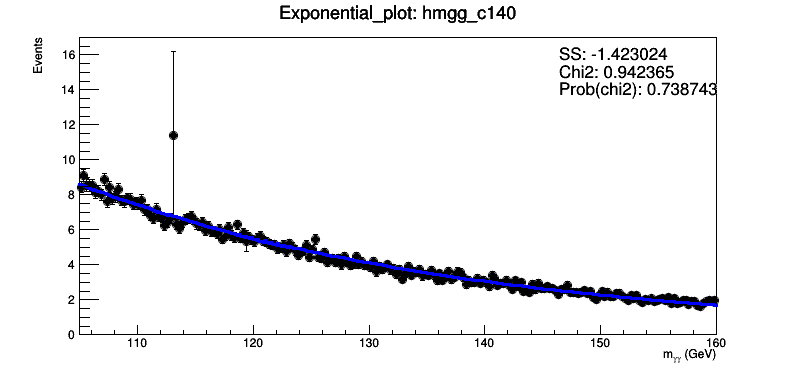 Exponential_plot: hmgg_c140
Events
SS: -1.423024
Chi2: 0.942365
Prob(chi2): 0.738743
16
14
12
10
8
6
4
2
0
110 120 130 140 150 160
m_γγ (GeV)